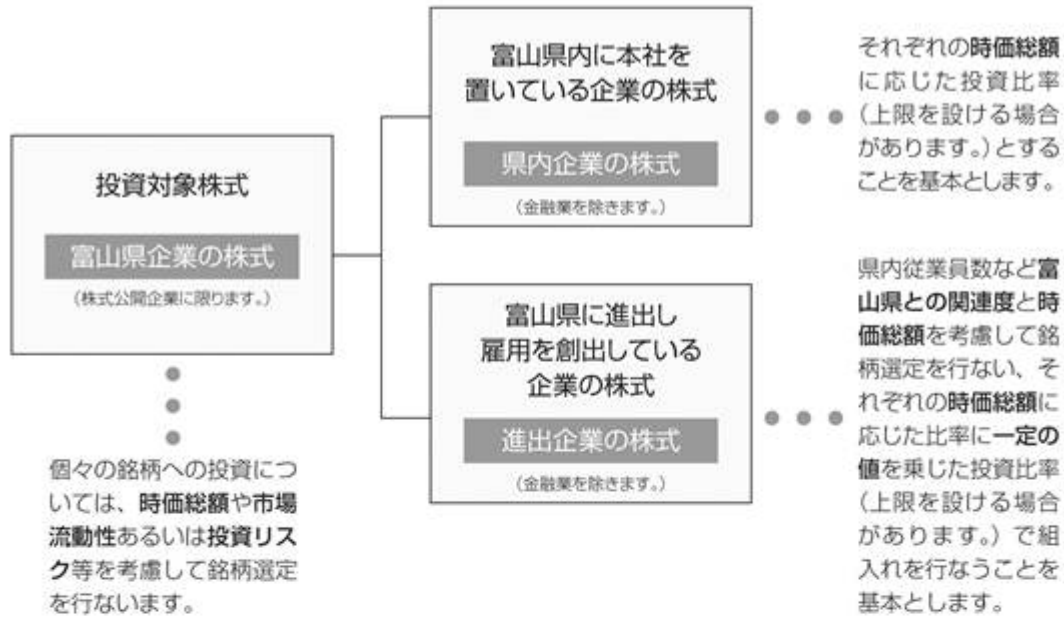 投資対象株式
富山県企業の株式
(株式公開企業に限ります。)
個々の銘柄への投資につ
いては、時価総額や市場
流動性あるいは投資リス
ク等を考慮して銘柄選定
を行ないます。
富山県内に本社を
置いている企業の株式
県内企業の株式
(金融業を除きます。)
それぞれの時価総額
に応じた投資比率
(上限を設ける場合
があります。)とする
ことを基本とします。
富山県に進出し
雇用を創出している
企業の株式
進出企業の株式
(金融業を除きます。)
県内従業員数など富
山県との関連度と時
価総額を考慮して銘
柄選定を行ない、そ
れぞれの時価総額に
応じた比率に一定の
値を乗じた投資比率
(上限を設ける場合
があります。)で組
入れを行なうことを
基本とします。